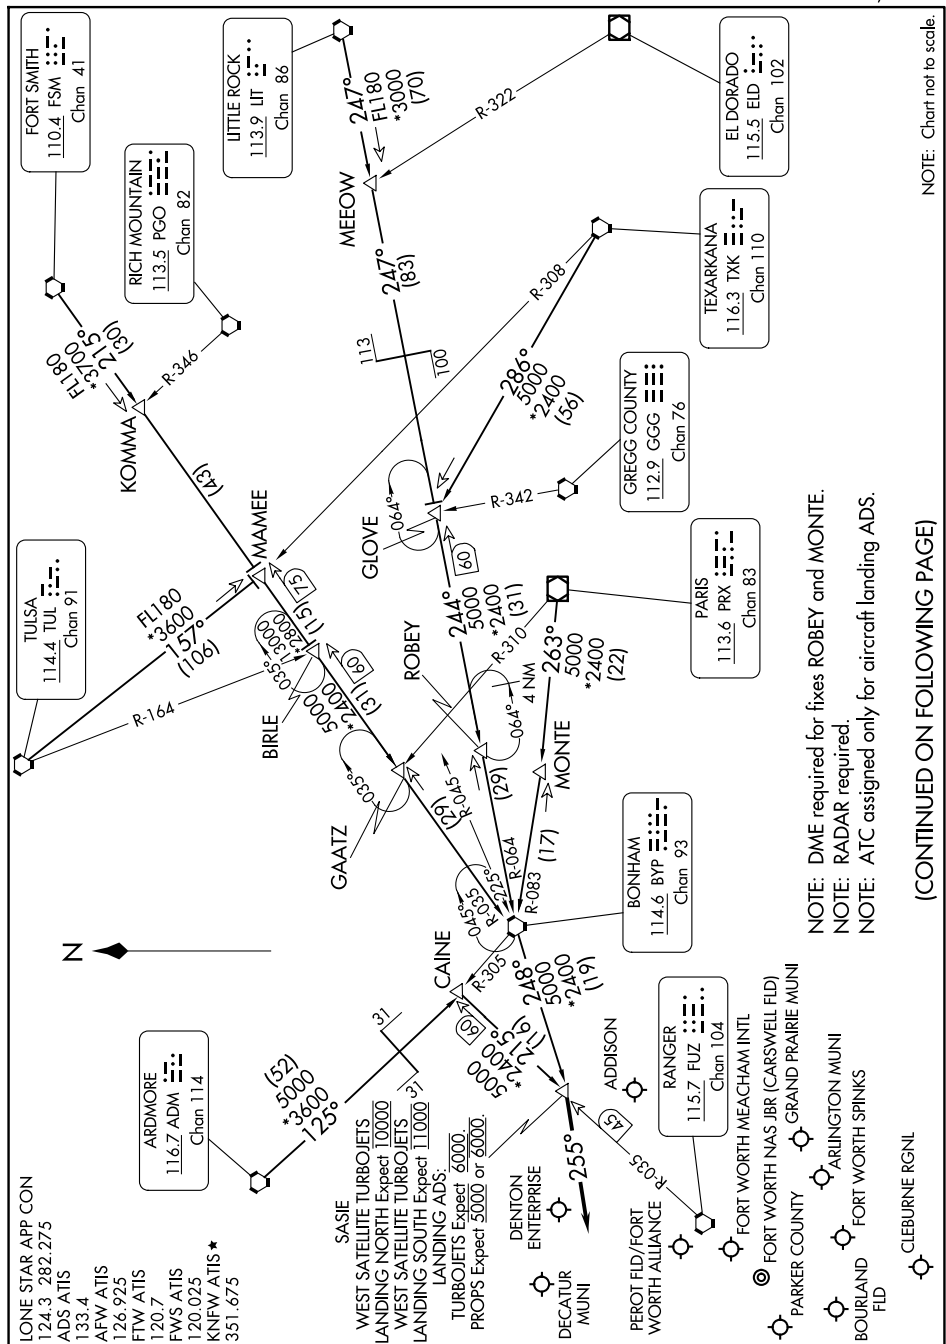 LONE STAR APP CON
124.3 282.275
ADS ATIS
133.4
AFW ATIS
126.925
FTW ATIS
120.7
FWS ATIS
120.025
KNFW ATIS ★
351.675
TULSA
114.4 TUL
Chan 91
FORT SMITH
110.4 FSM
Chan 41
RICH MOUNTAIN
113.5 PGO
Chan 82
LITTLE ROCK
113.9 LIT
Chan 86
EL DORADO
115.5 ELD
Chan 102
TEXARKANA
116.3 TXK
Chan 110
GREGG COUNTY
112.9 GGG
Chan 76
PARIS
113.6 PRX
Chan 83
BONHAM
114.6 BYP
Chan 93
RANGER
115.7 FUZ
Chan 104
ARDMORE
116.7 ADM
Chan 114
N
FL180
*3700
215°
(30)
KOMMA
R-346
(43)
FL180
*3600
157°
(106)
R-164
MAMEE
75
13000
*2800
(15)
035°
BIRLE
60
5000
*2400
(31)
035°
GAATZ
(29)
R-035
247°
FL180
*3000
(70)
MEEOW
R-322
247°
(83)
113
100
R-308
286°
5000
*2400
(56)
064°
GLOVE
R-342
60
244°
5000
*2400
(31)
R-310
ROBEY
064°
4 NM
(29)
R-064
263°
5000
*2400
(22)
MONTE
(17)
R-083
R-045
225°
045°
CAINE
R-305
60
(52)
5000
*3600
125°
31
31
5000
*2400
215°
(16)
248°
5000
*2400
(19)
SASIE
WEST SATELLITE TURBOJETS
LANDING NORTH Expect 10000
WEST SATELLITE TURBOJETS
LANDING SOUTH Expect 11000
LANDING ADS:
TURBOJETS Expect 6000.
PROPS Expect 5000 or 6000.
255°
45
R-035
ADDISON
DENTON
ENTERPRISE
DECATUR
MUNI
PEROT FLD/FORT
WORTH ALLIANCE
FORT WORTH MEACHAM INTL
FORT WORTH NAS JBR (CARSWELL FLD)
GRAND PRAIRIE MUNI
PARKER COUNTY
ARLINGTON MUNI
FORT WORTH SPINKS
BOURLAND
FLD
CLEBURNE RGNL
NOTE: DME required for fixes ROBEY and MONTE.
NOTE: RADAR required.
NOTE: ATC assigned only for aircraft landing ADS.
(CONTINUED ON FOLLOWING PAGE)
NOTE: Chart not to scale.